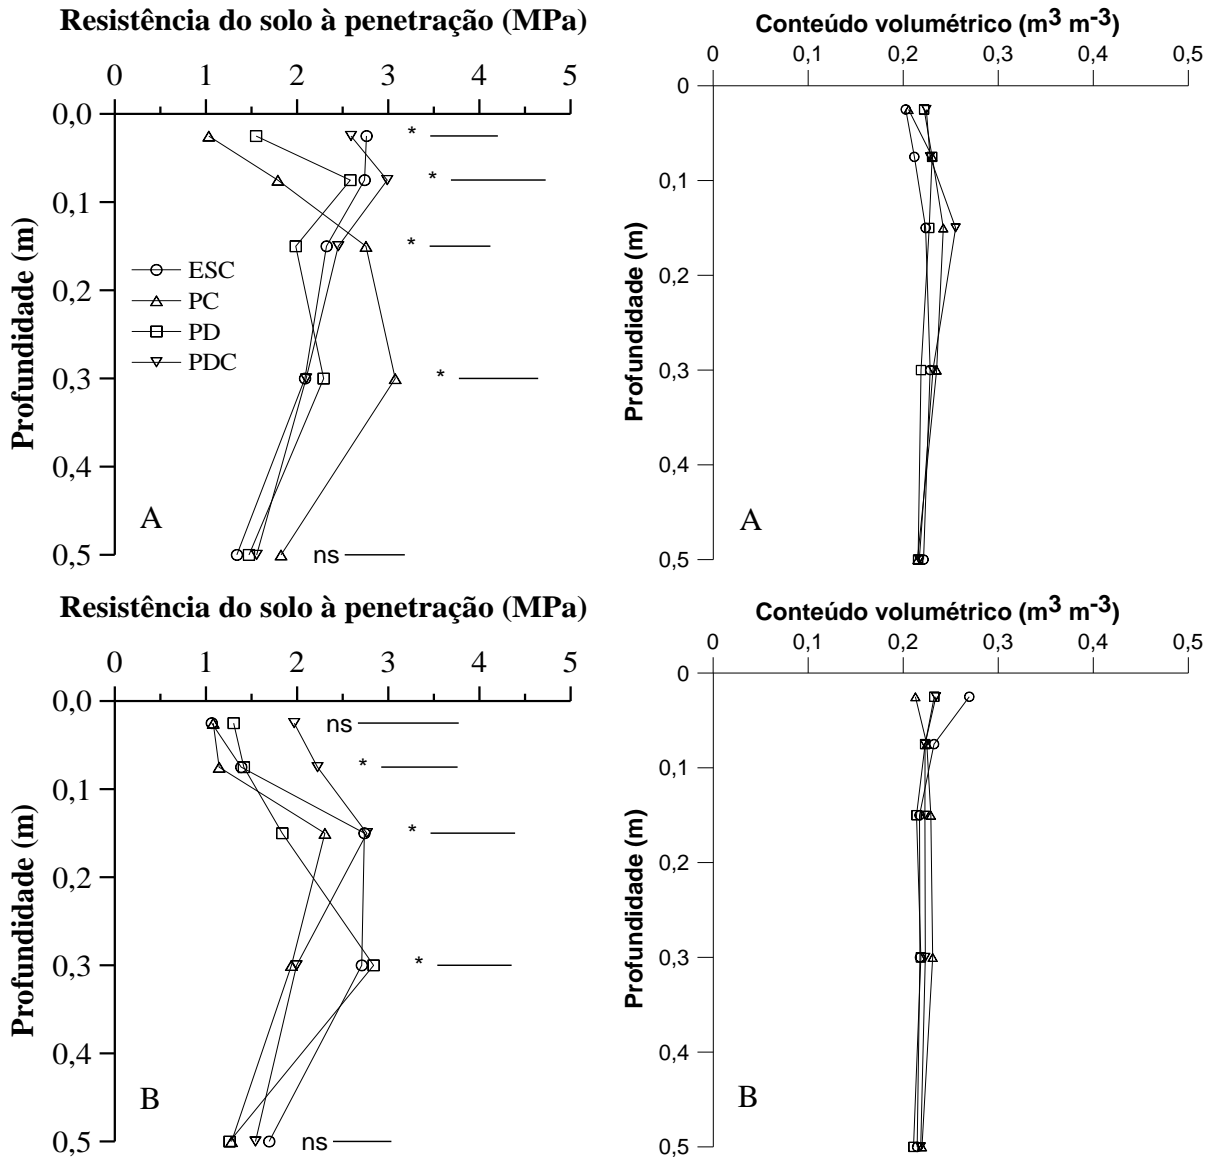 Resistência do solo à penetração (MPa)
0 1 2 3 4 5
0,0
0,1
0,2
0,3
0,4
0,5
Profundidade (m)
ESC
PC
PD
PDC
*
*
*
*
ns
A
Conteúdo volumétrico (m3 m-3)
0 0,1 0,2 0,3 0,4 0,5
0
0,1
0,2
0,3
0,4
0,5
Profundidade (m)
A
Resistência do solo à penetração (MPa)
0 1 2 3 4 5
0,0
0,1
0,2
0,3
0,4
0,5
Profundidade (m)
ns
*
*
*
ns
B
Conteúdo volumétrico (m3 m-3)
0 0,1 0,2 0,3 0,4 0,5
0
0,1
0,2
0,3
0,4
0,5
Profundidade (m)
B